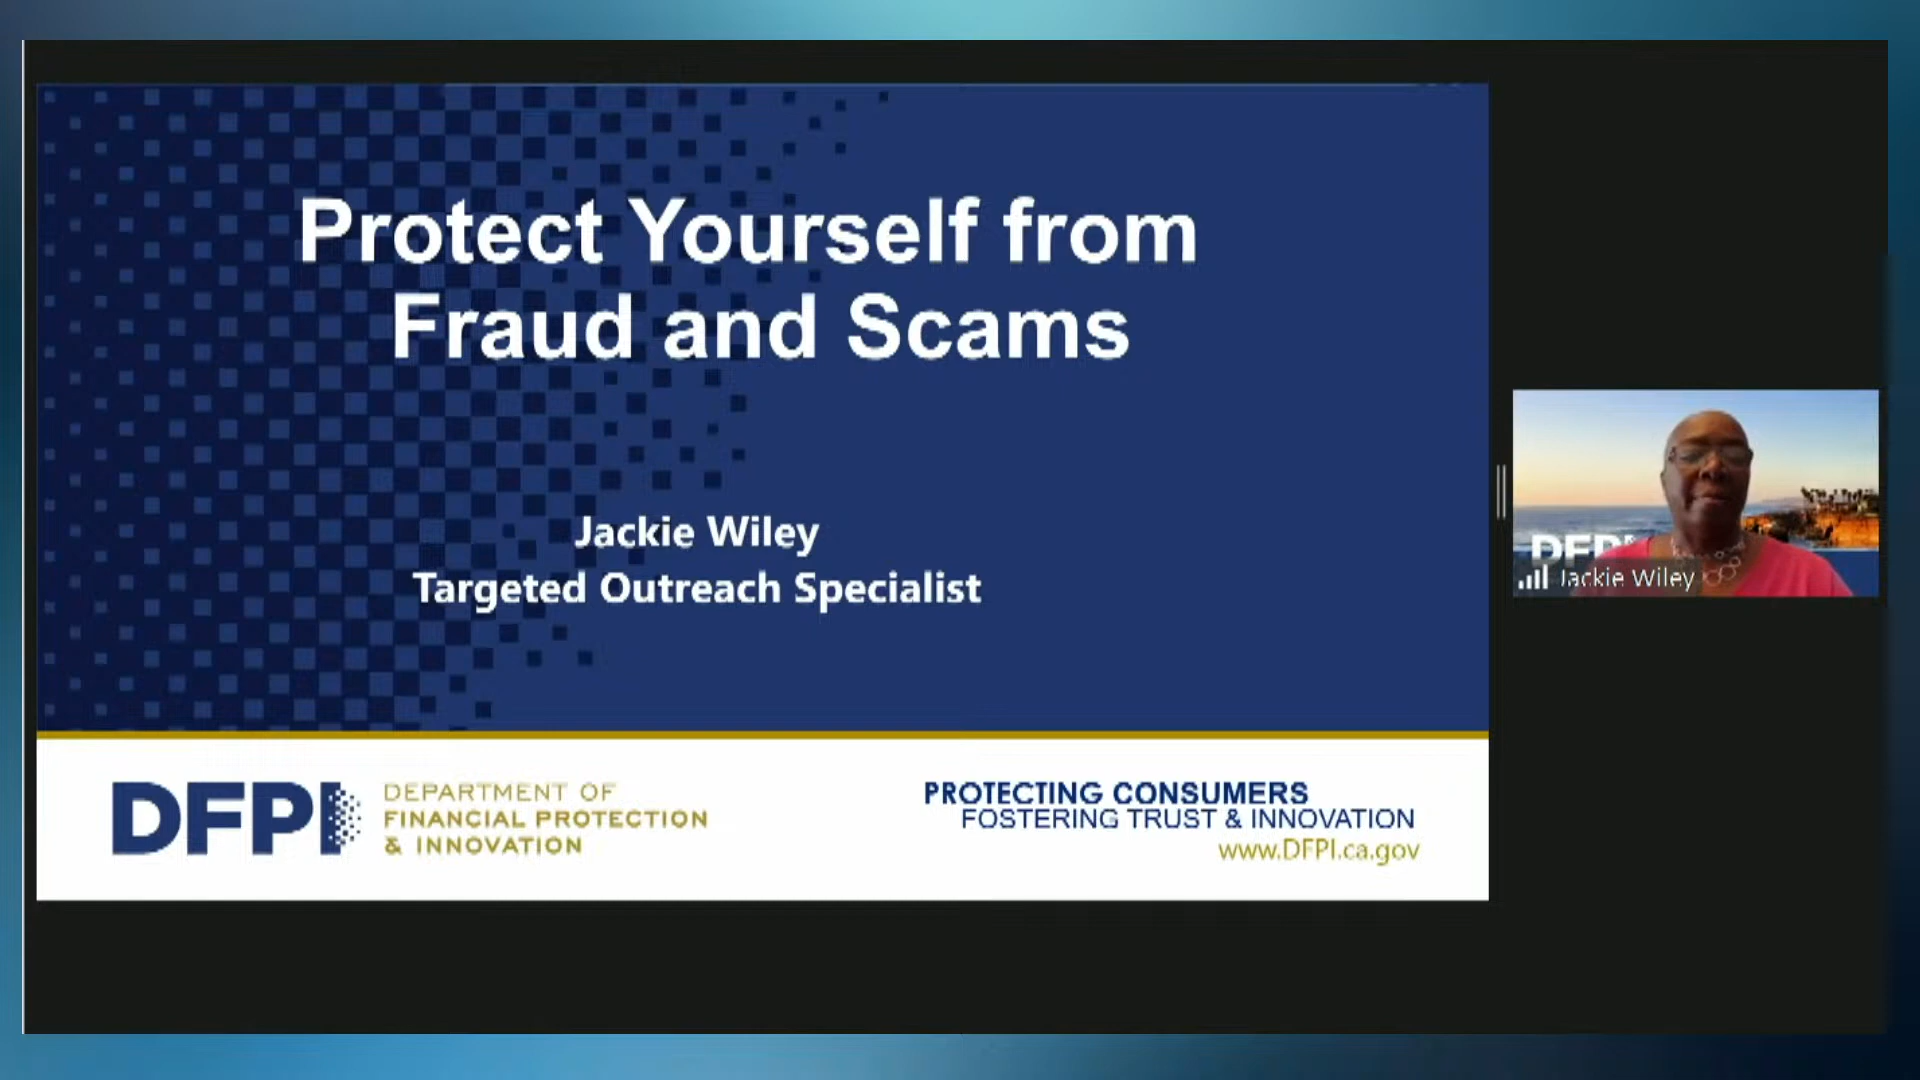 Protect Yourself from
Fraud and Scams
Jackie Wiley
Targeted Outreach Specialist
DFPI
DEPARTMENT OF
FINANCIAL PROTECTION
& INNOVATION
PROTECTING CONSUMERS
FOSTERING TRUST & INNOVATION
www.DFPI.ca.gov
DFPI
Jackie Wiley